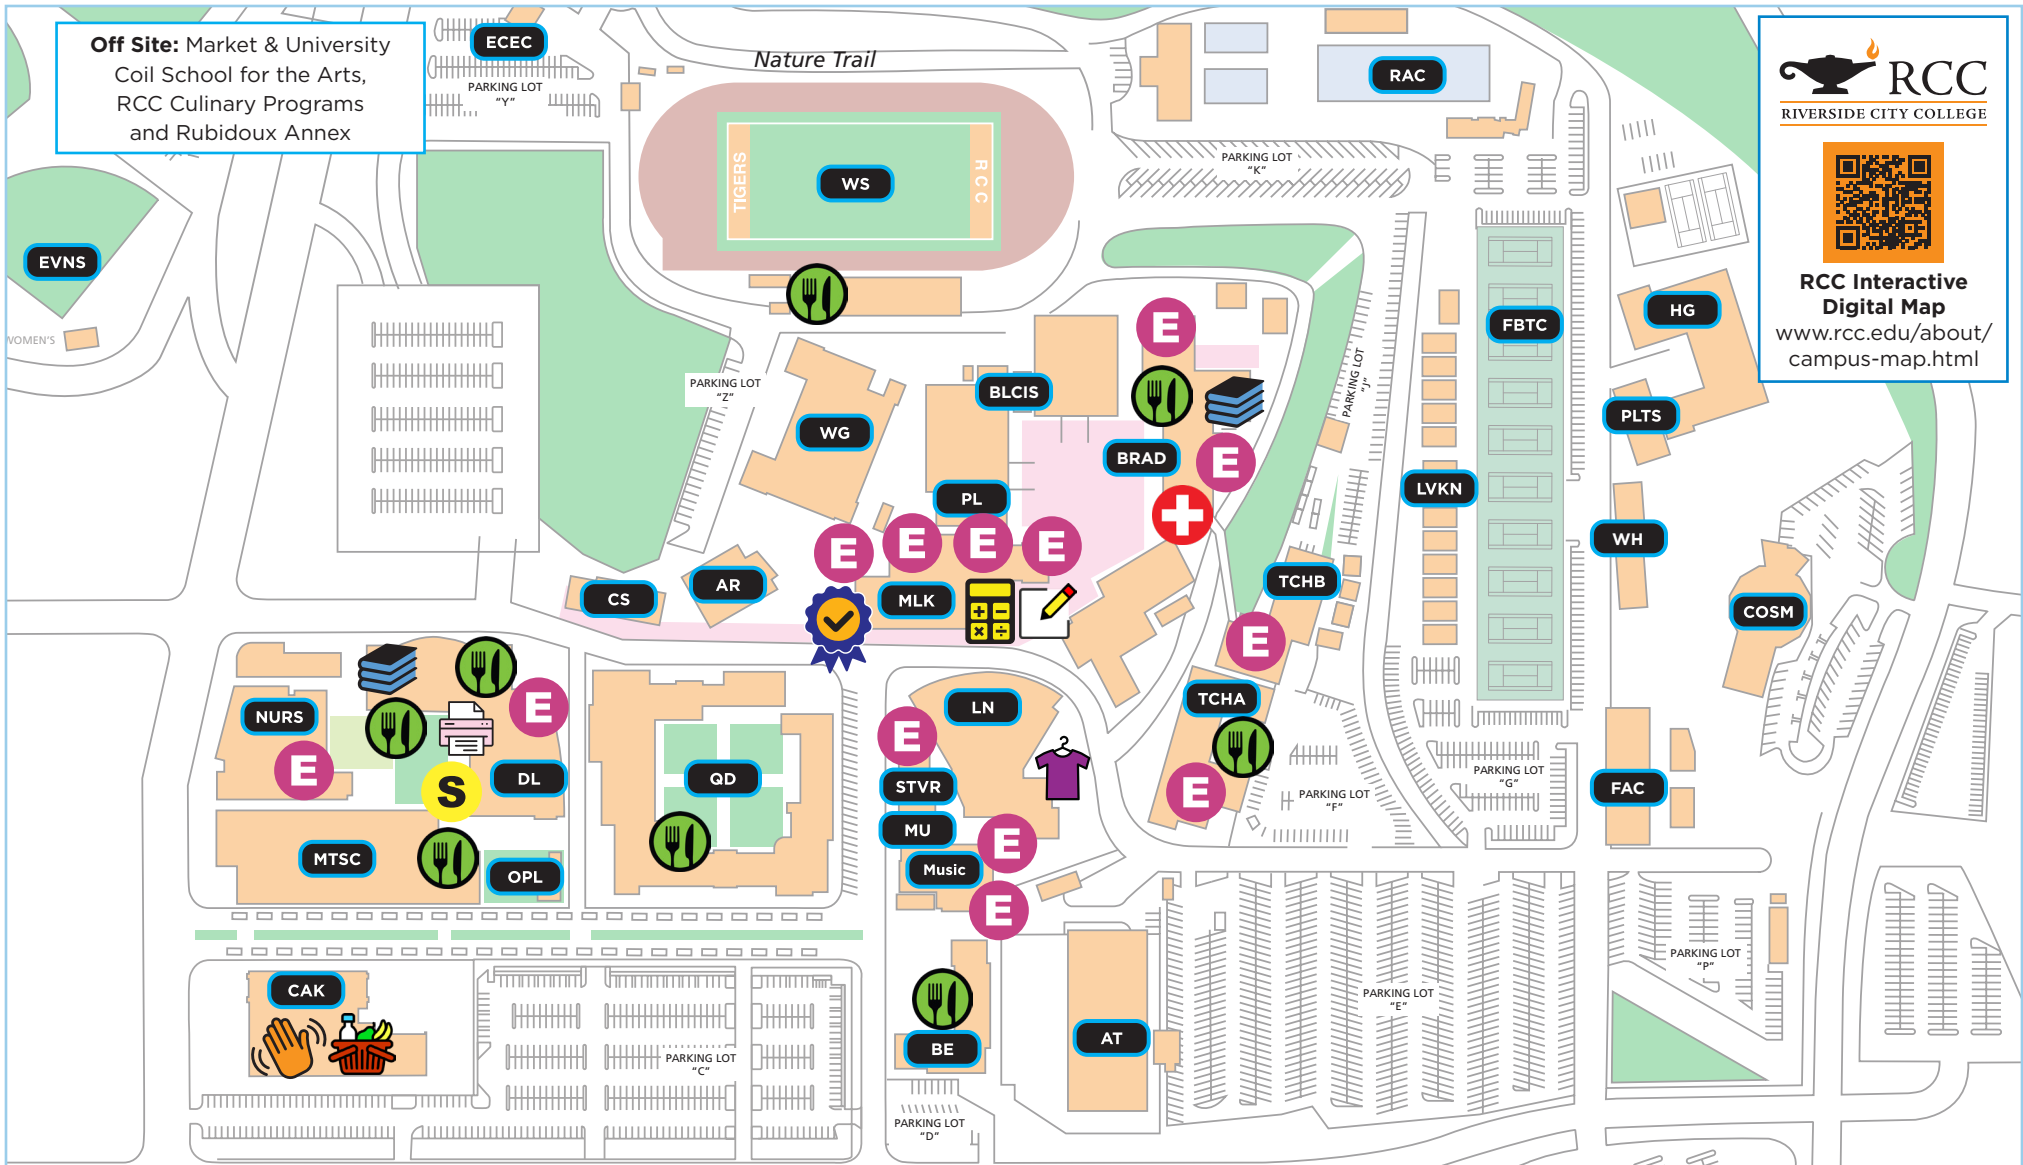 Off Site: Market & University
Coil School for the Arts,
RCC Culinary Programs
and Rubidoux Annex
ECEC
PARKING LOT
"Y"
Nature Trail
RAC
RCC
RIVERSIDE CITY COLLEGE
RCC Interactive
Digital Map
www.rcc.edu/about/
campus-map.html
PARKING LOT
"K"
TIGERS
WS
RCC
EVNS
WOMEN'S
HG
FBTC
E
PARKING LOT
"Z"
BLCIS
PARKING LOT
"J"
PLTS
WG
BRAD
E
LVKN
PL
WH
E
E
E
E
CS
AR
MLK
TCHB
COSM
E
NURS
E
LN
TCHA
E
E
DL
QD
STVR
S
E
PARKING LOT
"G"
PARKING LOT
"F"
FAC
MU
E
MTSC
OPL
Music
E
PARKING LOT
"P"
CAK
PARKING LOT
"E"
BE
AT
PARKING LOT
"C"
PARKING LOT
"D"